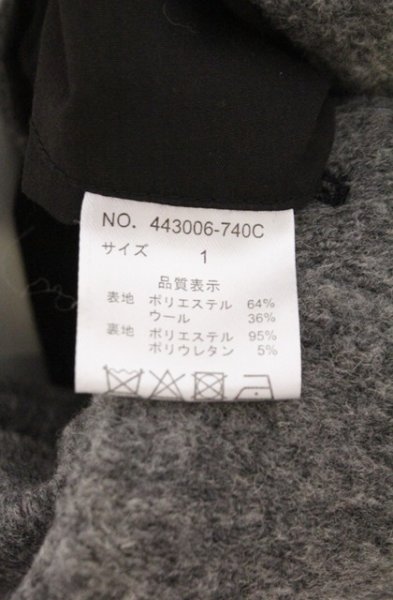 NO. 443006-740C
サイズ 1
品質表示
表地 ポリエステル 64%
ウール 36%
裏地 ポリエステル 95%
ポリウレタン 5%